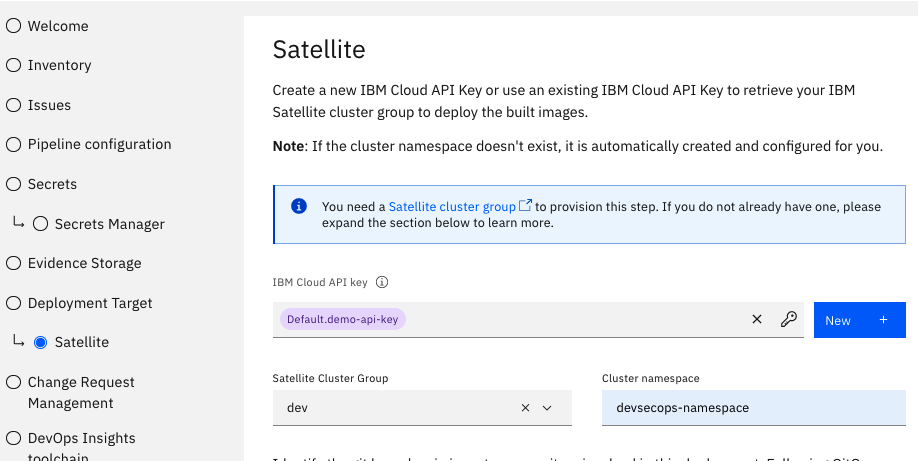 Welcome
Inventory
Issues
Pipeline configuration
Secrets
Secrets Manager
Evidence Storage
Deployment Target
Satellite
Change Request
Management
DevOps Insights
toolchain
Satellite
Create a new IBM Cloud API Key or use an existing IBM Cloud API Key to retrieve your IBM
Satellite cluster group to deploy the built images.
Note: If the cluster namespace doesn't exist, it is automatically created and configured for you.
You need a Satellite cluster group to provision this step. If you do not already have one, please
expand the section below to learn more.
IBM Cloud API key
Default.demo-api-key
New +
Satellite Cluster Group
Cluster namespace
dev
devsecops-namespace